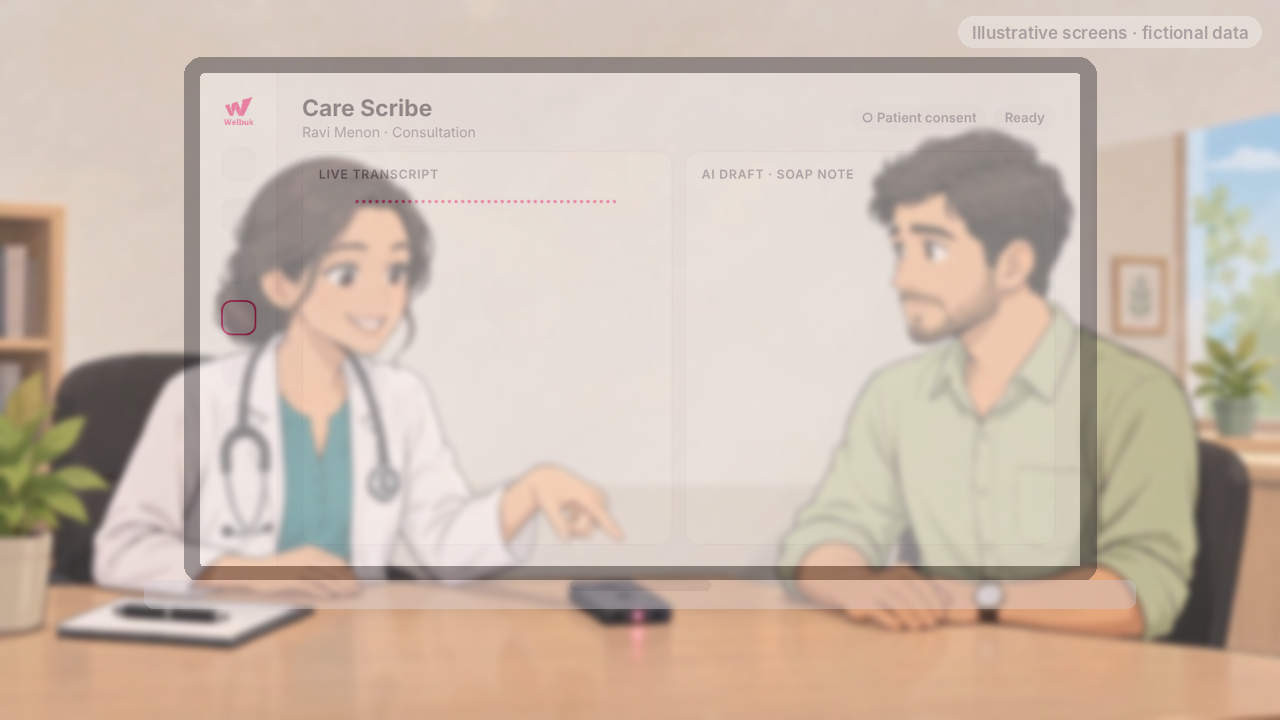 Illustrative screens · fictional data
Welbuk
Care Scribe
Ravi Menon · Consultation
Patient consent
Ready
LIVE TRANSCRIPT
AI DRAFT · SOAP NOTE